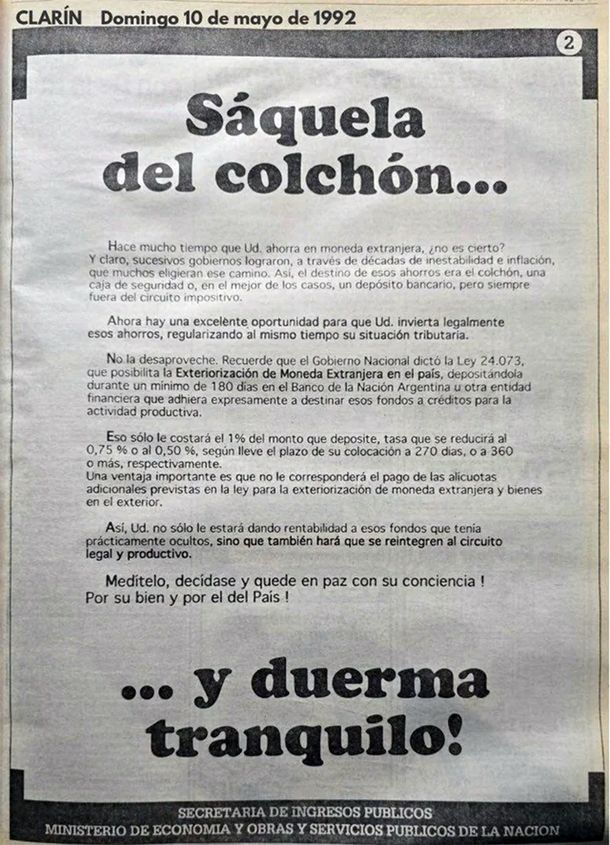 CLARÍN Domingo 10 de mayo de 1992
2
Sáquela
del colchón...
Hace mucho tiempo que Ud. ahorra en moneda extranjera, ¿no es cierto?
Y claro, sucesivos gobiernos lograron, a través de décadas de inestabilidad e inflación,
que muchos eligieran ese camino. Así, el destino de esos ahorros era el colchón, una
caja de seguridad o, en el mejor de los casos, un depósito bancario, pero siempre
fuera del circuito impositivo.
Ahora hay una excelente oportunidad para que Ud. invierta legalmente
esos ahorros, regularizando al mismo tiempo su situación tributaria.
No la desaproveche. Recuerde que el Gobierno Nacional dictó la Ley 24.073,
que posibilita la Exteriorización de Moneda Extranjera en el país, depositándola
durante un mínimo de 180 días en el Banco de la Nación Argentina u otra entidad
financiera que adhiera expresamente a destinar esos fondos a créditos para la
actividad productiva.
Eso sólo le costará el 1% del monto que deposite, tasa que se reducirá al
0,75 % o al 0,50 %, según lleve el plazo de su colocación a 270 días, o a 360
o más, respectivamente.
Una ventaja importante es que no le corresponderá el pago de las alícuotas
adicionales previstas en la ley para la exteriorización de moneda extranjera y bienes
en el exterior.
Así, Ud. no sólo le estará dando rentabilidad a esos fondos que tenía
prácticamente ocultos, sino que también hará que se reintegren al circuito
legal y productivo.
Medítelo, decídase y quede en paz con su conciencia !
Por su bien y por el del País !
... y duerma
tranquilo!
SECRETARIA DE INGRESOS PUBLICOS
MINISTERIO DE ECONOMIA Y OBRAS Y SERVICIOS PUBLICOS DE LA NACION